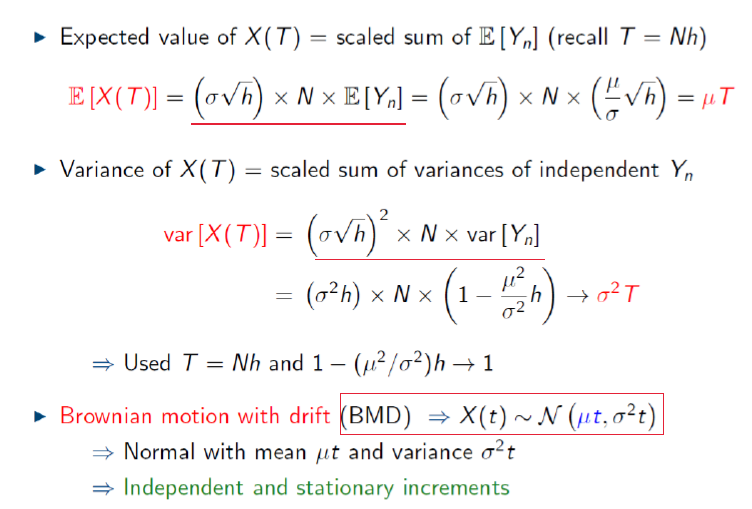 ► Expected value of X(T) = scaled sum of 𝔼[Yₙ] (recall T = Nh)
𝔼[X(T)] = (σ√h) × N × 𝔼[Yₙ] = (σ√h) × N × (μ/σ √h) = μT
► Variance of X(T) = scaled sum of variances of independent Yₙ
var[X(T)] = (σ√h)² × N × var[Yₙ]
= (σ²h) × N × (1 − μ²/σ² h) → σ²T
⇒ Used T = Nh and 1 − (μ²/σ²)h → 1
► Brownian motion with drift (BMD) ⇒ X(t) ∼ 𝒩(μt, σ²t)
⇒ Normal with mean μt and variance σ²t
⇒ Independent and stationary increments